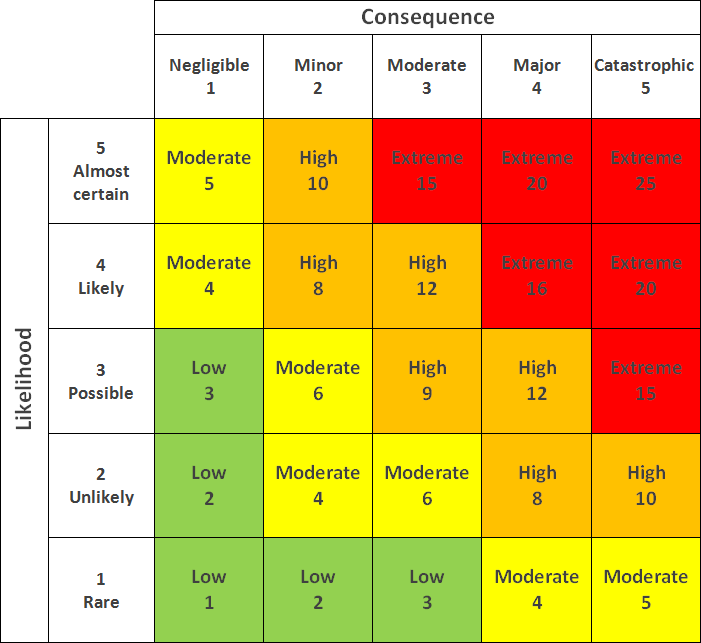 Consequence
Negligible Minor Moderate Major Catastrophic
1 2 3 4 5
Likelihood
5
Almost
certain
Moderate High Extreme Extreme Extreme
5 10 15 20 25
4
Likely
Moderate High High Extreme Extreme
4 8 12 16 20
3
Possible
Low Moderate High High Extreme
3 6 9 12 15
2
Unlikely
Low Moderate Moderate High High
2 4 6 8 10
1
Rare
Low Low Low Moderate Moderate
1 2 3 4 5